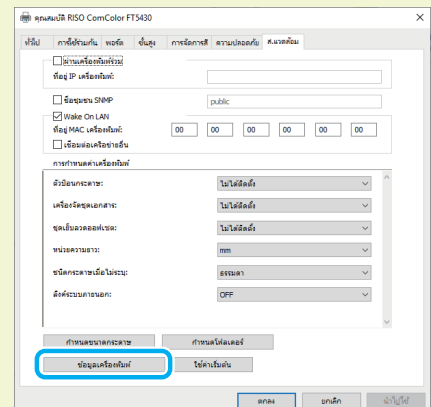 คุณสมบัติ RISO ComColor FT5430
ทั่วไป การใช้ร่วมกัน พอร์ต ขั้นสูง การจัดการสี ความปลอดภัย ส.แวดล้อม
ผ่านเครื่องพิมพ์ร่วม
ที่อยู่ IP เครื่องพิมพ์:
ชื่อชุมชน SNMP public
Wake On LAN
ที่อยู่ MAC เครื่องพิมพ์: 00 00 00 00 00 00
เชื่อมต่อเครือข่ายอื่น
การกำหนดค่าเครื่องพิมพ์
ตัวป้อนกระดาษ: ไม่ได้ติดตั้ง
เครื่องจัดชุดเอกสาร: ไม่ได้ติดตั้ง
ชุดเย็บลวดออฟเซต: ไม่ได้ติดตั้ง
หน่วยความยาว: mm
ชนิดกระดาษเมื่อไม่ระบุ: ธรรมดา
ลิงค์ระบบภายนอก: OFF
กำหนดขนาดกระดาษ กำหนดโฟลเดอร์
ข้อมูลเครื่องพิมพ์ ใช้ค่าเริ่มต้น
ตกลง ยกเลิก นำไปใช้